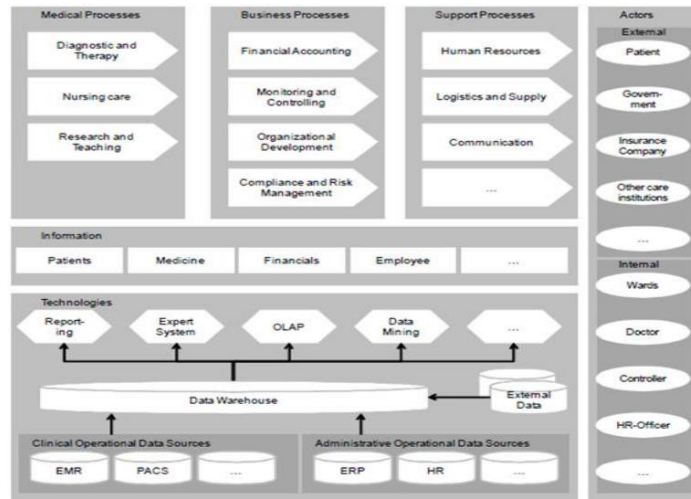 Medical Processes
Diagnostic and
Therapy
Nursing care
Research and
Teaching
Business Processes
Financial Accounting
Monitoring and
Controlling
Organizational
Development
Compliance and Risk
Management
Support Processes
Human Resources
Logistics and Supply
Communication
...
Actors
External
Patient
Govern-
ment
Insurance
Company
Other care
institutions
...
Internal
Wards
Doctor
Controller
HR-Officer
...
Information
Patients
Medicine
Financials
Employee
...
Technologies
Report-
ing
Expert
System
OLAP
Data
Mining
...
Data Warehouse
External
Data
Clinical Operational Data Sources
EMR
PACS
...
Administrative Operational Data Sources
ERP
HR
...